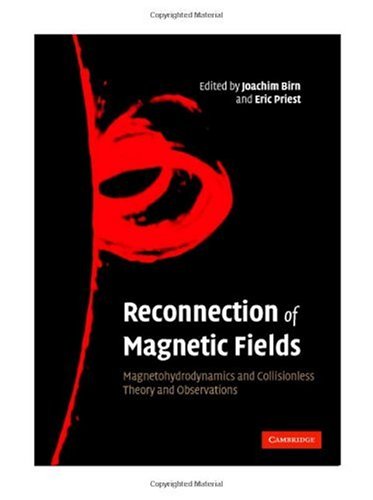 Copyrighted Material
Edited by Joachim Birn
and Eric Priest
Reconnection of
Magnetic Fields
Magnetohydrodynamics and Collisionless
Theory and Observations
CAMBRIDGE
Copyrighted Material